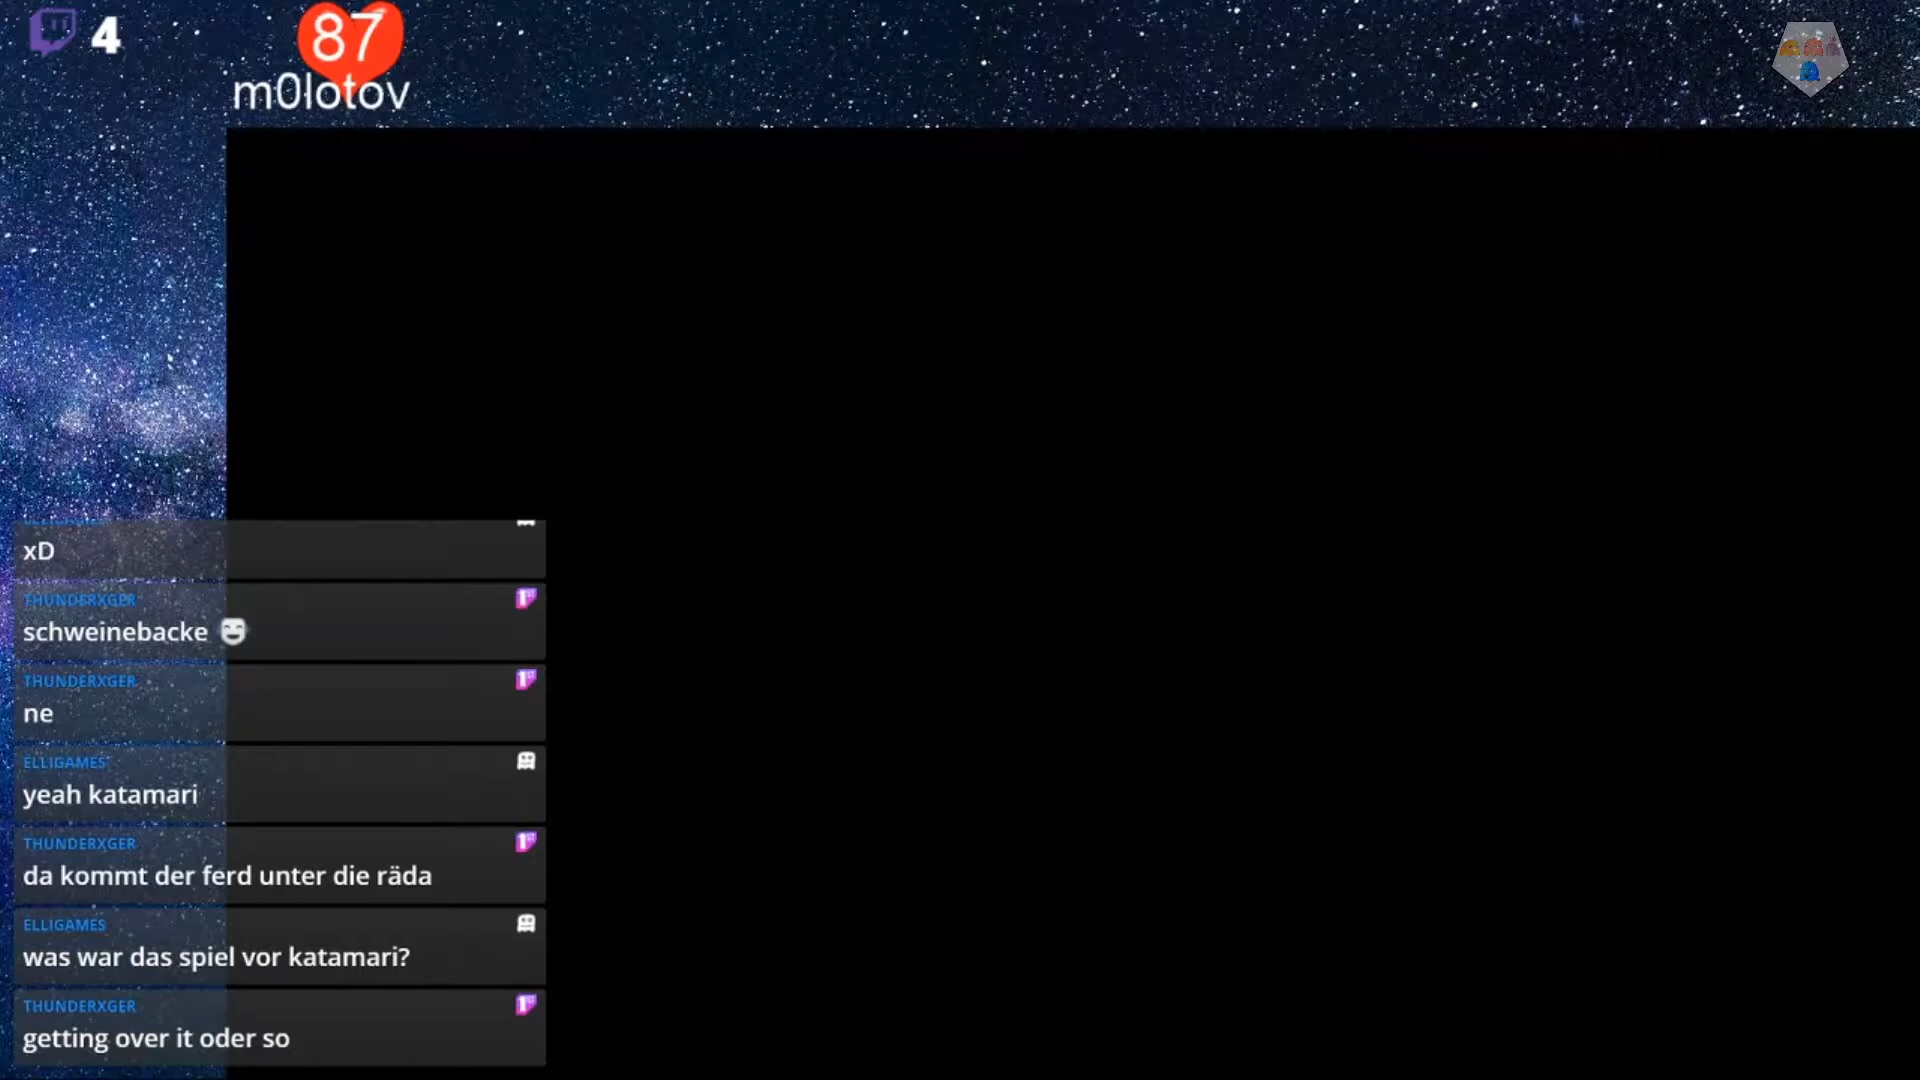 4
87
m0lotov
xD
THUNDERXGER
schweinebacke
THUNDERXGER
ne
ELLIGAMES
yeah katamari
THUNDERXGER
da kommt der ferd unter die räda
ELLIGAMES
was war das spiel vor katamari?
THUNDERXGER
getting over it oder so